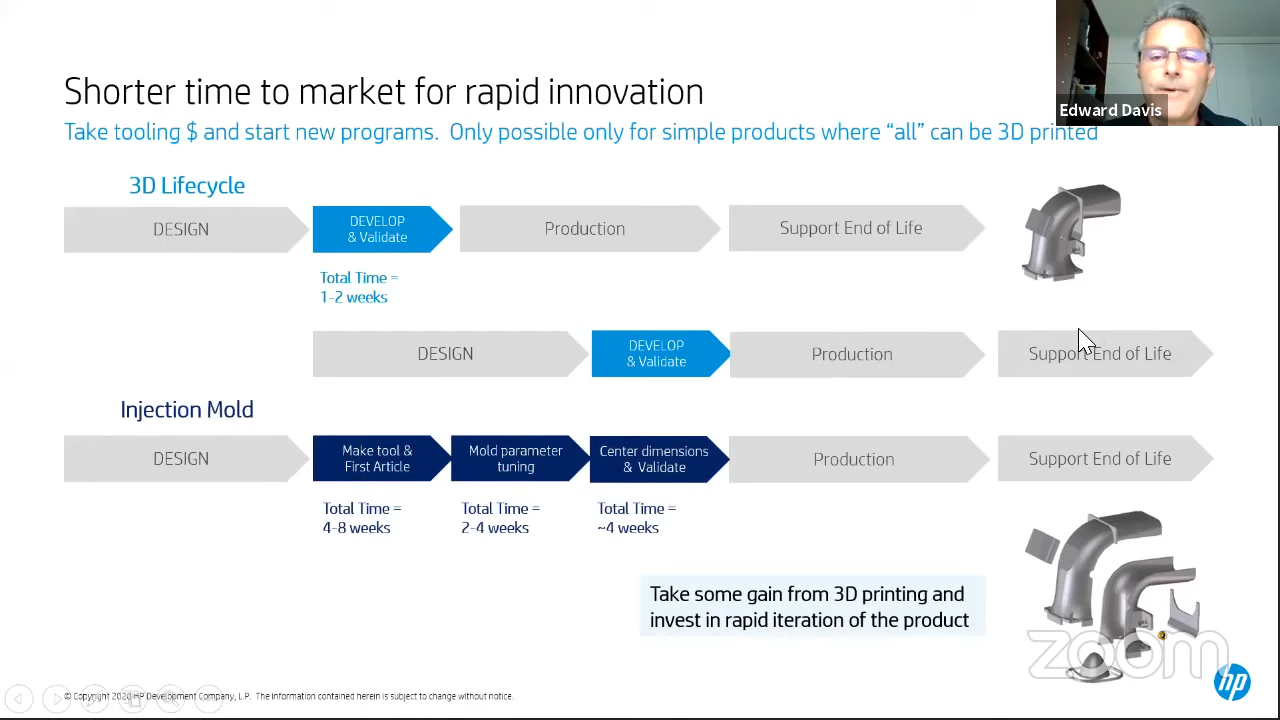 Edward Davis
Shorter time to market for rapid innovation
Take tooling $ and start new programs. Only possible only for simple products where “all” can be 3D printed
3D Lifecycle
DESIGN
DEVELOP
& Validate
Production
Support End of Life
Total Time =
1-2 weeks
DESIGN
DEVELOP
& Validate
Production
Support End of Life
Injection Mold
DESIGN
Make tool &
First Article
Mold parameter
tuning
Center dimensions
& Validate
Production
Support End of Life
Total Time =
4-8 weeks
Total Time =
2-4 weeks
Total Time =
~4 weeks
Take some gain from 3D printing and
invest in rapid iteration of the product
zoom
hp
© Copyright 2020 HP Development Company, L.P. The information contained herein is subject to change without notice.